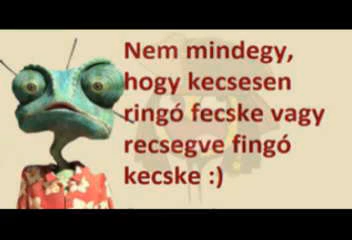 Nem mindegy,
hogy kecsesen
ringó fecske vagy
recsegve fingó
kecske :)